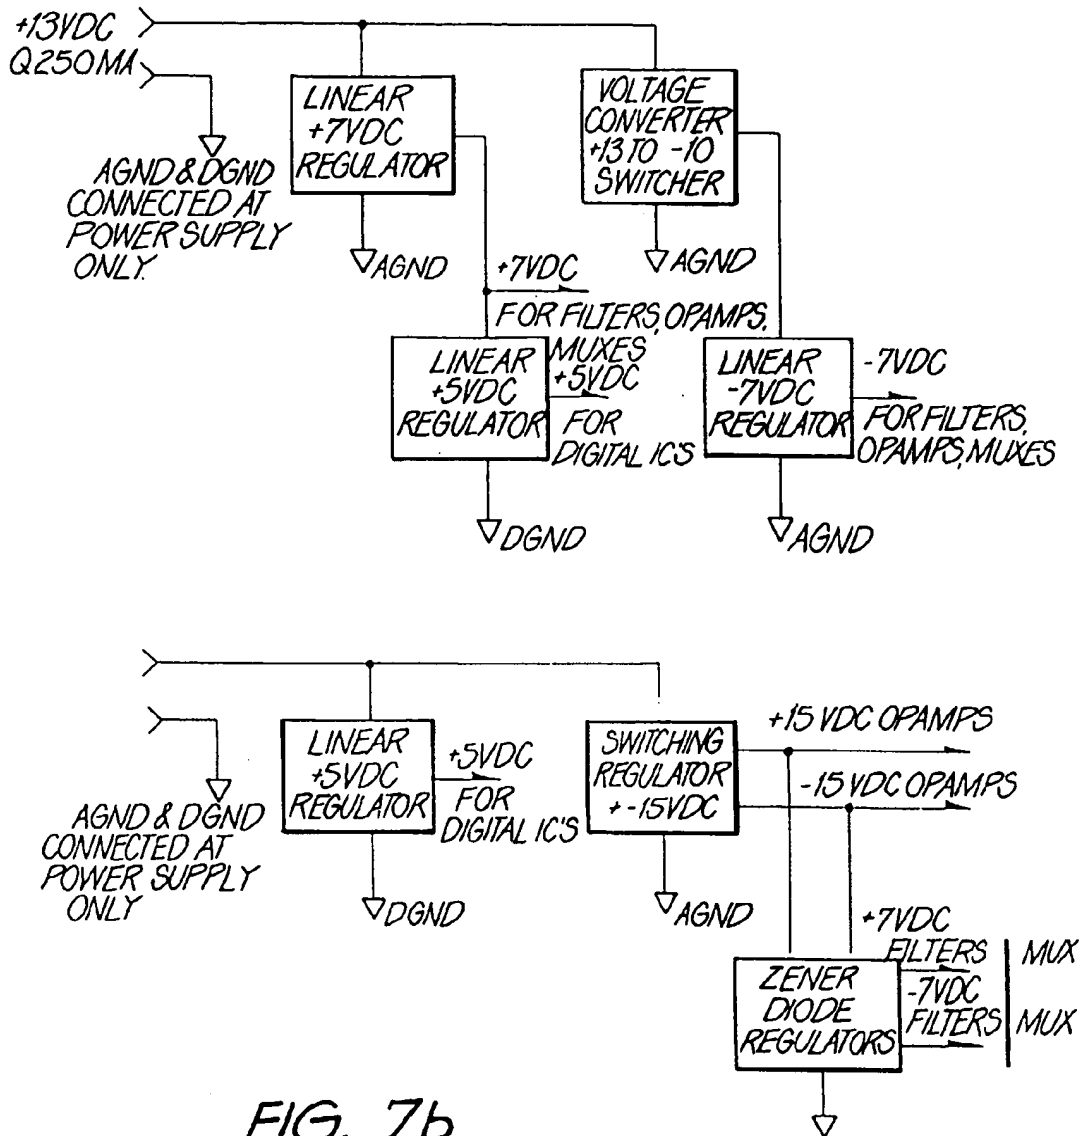 +13VDC
Q250MA
AGND & DGND
CONNECTED AT
POWER SUPPLY
ONLY.
LINEAR
+7VDC
REGULATOR
AGND
VOLTAGE
CONVERTER
+13 TO -10
SWITCHER
AGND
+7VDC
FOR FILTERS, OPAMPS,
MUXES
LINEAR
+5VDC
REGULATOR
+5VDC
FOR
DIGITAL IC'S
DGND
LINEAR
-7VDC
REGULATOR
-7VDC
FOR FILTERS,
OPAMPS, MUXES
AGND
AGND & DGND
CONNECTED AT
POWER SUPPLY
ONLY
LINEAR
+5VDC
REGULATOR
+5VDC
FOR
DIGITAL IC'S
DGND
SWITCHING
REGULATOR
+-15VDC
AGND
+15 VDC OPAMPS
-15 VDC OPAMPS
ZENER
DIODE
REGULATORS
+7VDC
FILTERS MUX
-7VDC
FILTERS MUX
FIG. 7b